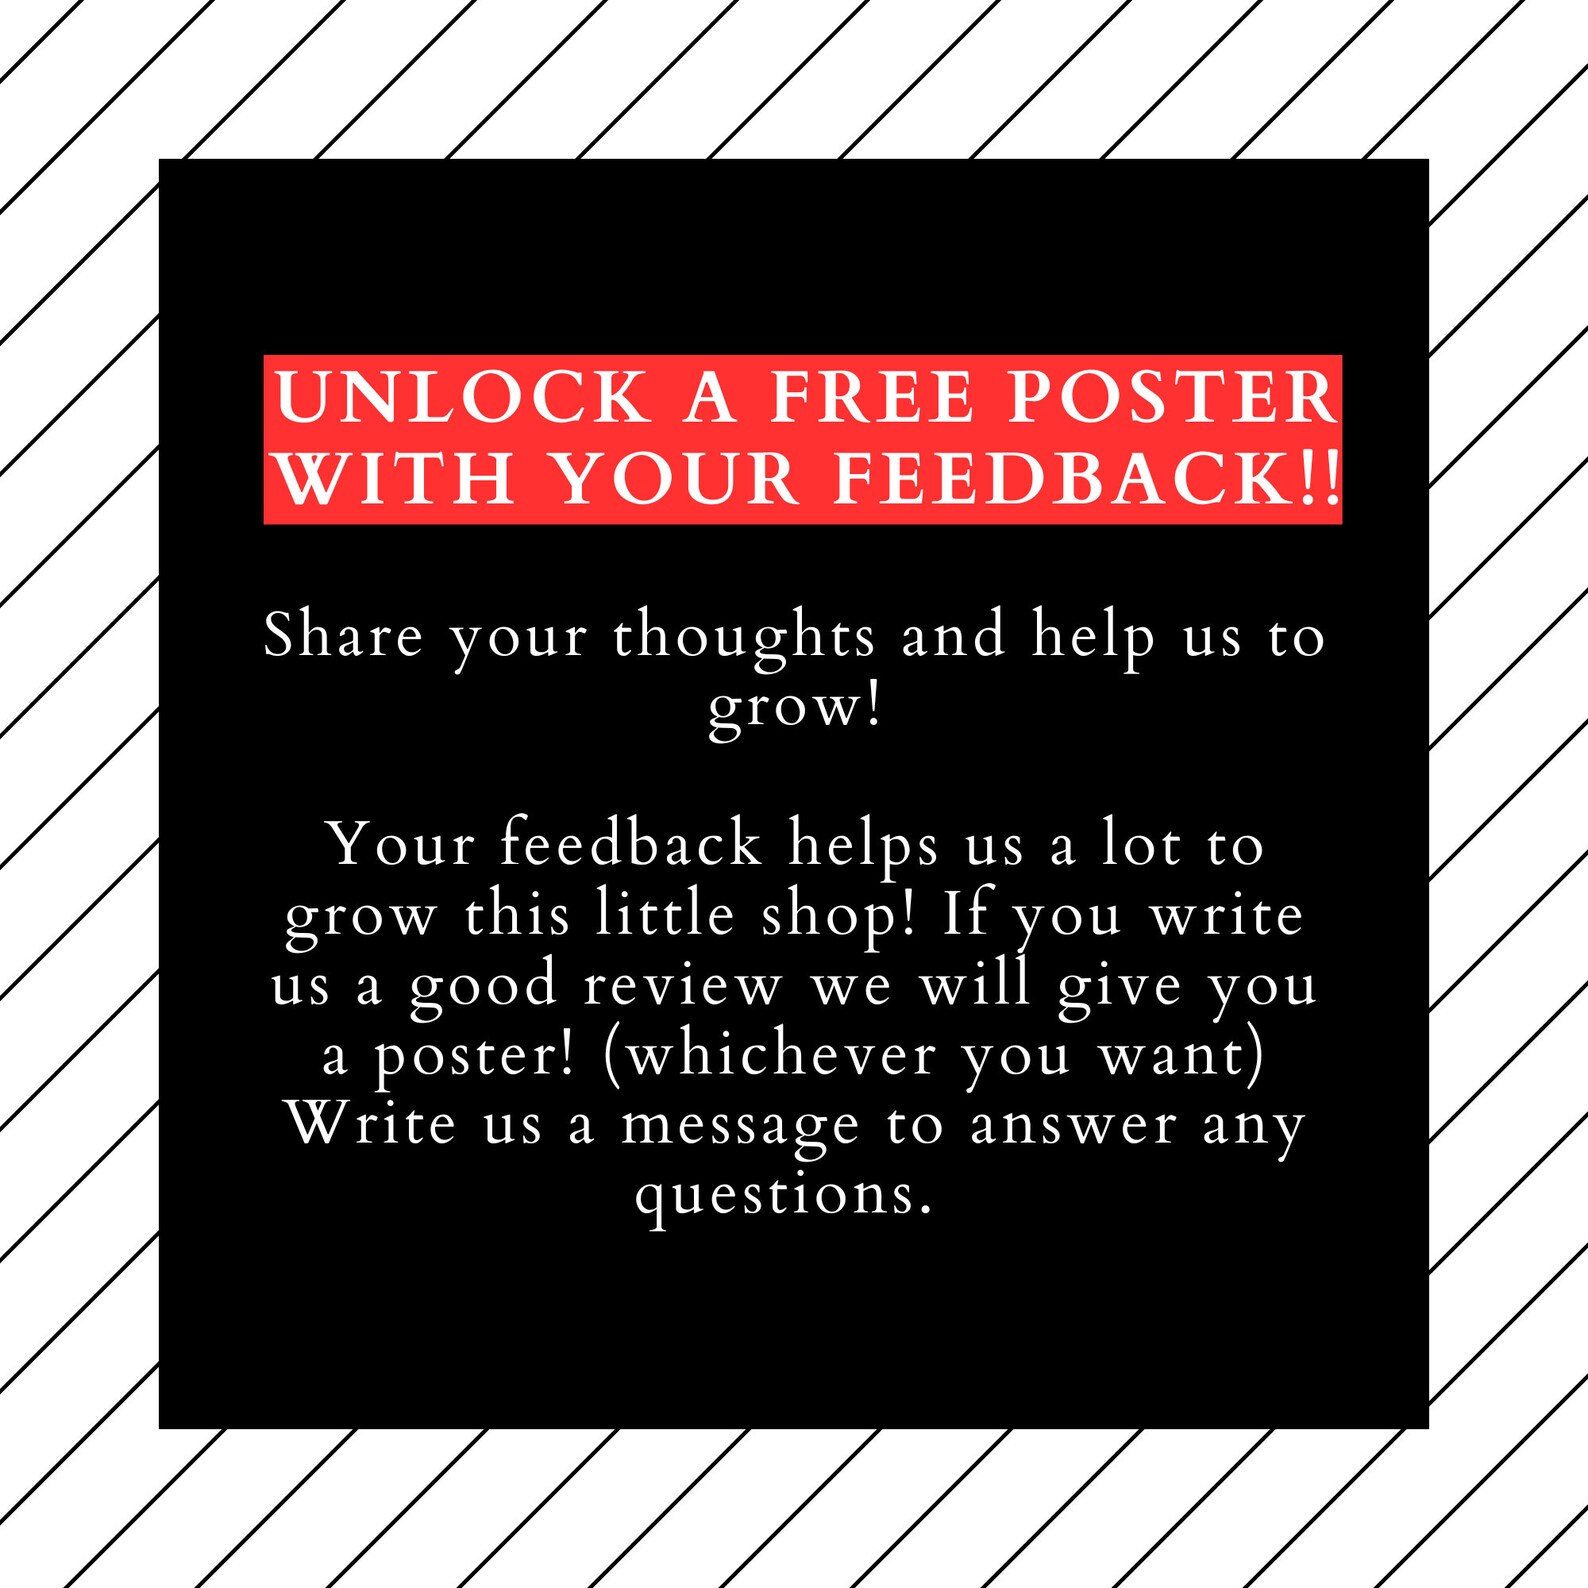 UNLOCK A FREE POSTER
WITH YOUR FEEDBACK!!
Share your thoughts and help us to
grow!
Your feedback helps us a lot to
grow this little shop! If you write
us a good review we will give you
a poster! (whichever you want)
Write us a message to answer any
questions.